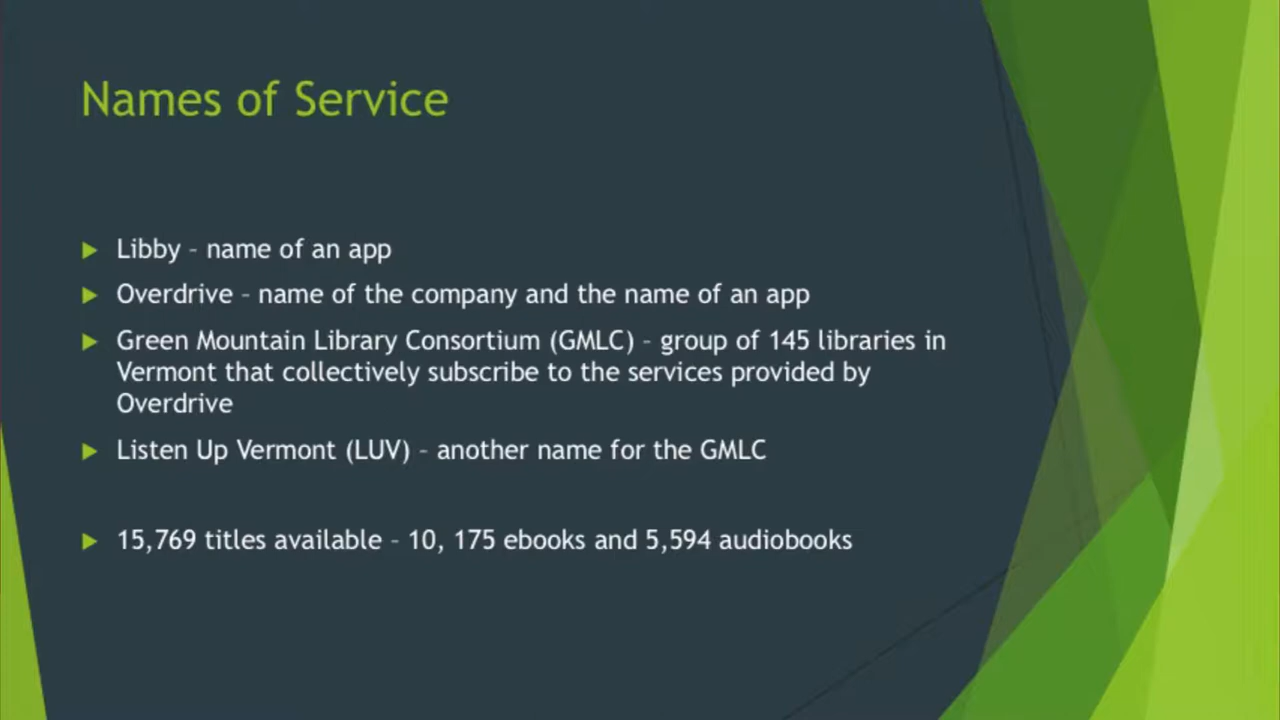 Names of Service
Libby – name of an app
Overdrive – name of the company and the name of an app
Green Mountain Library Consortium (GMLC) – group of 145 libraries in
Vermont that collectively subscribe to the services provided by
Overdrive
Listen Up Vermont (LUV) – another name for the GMLC
15,769 titles available – 10, 175 ebooks and 5,594 audiobooks